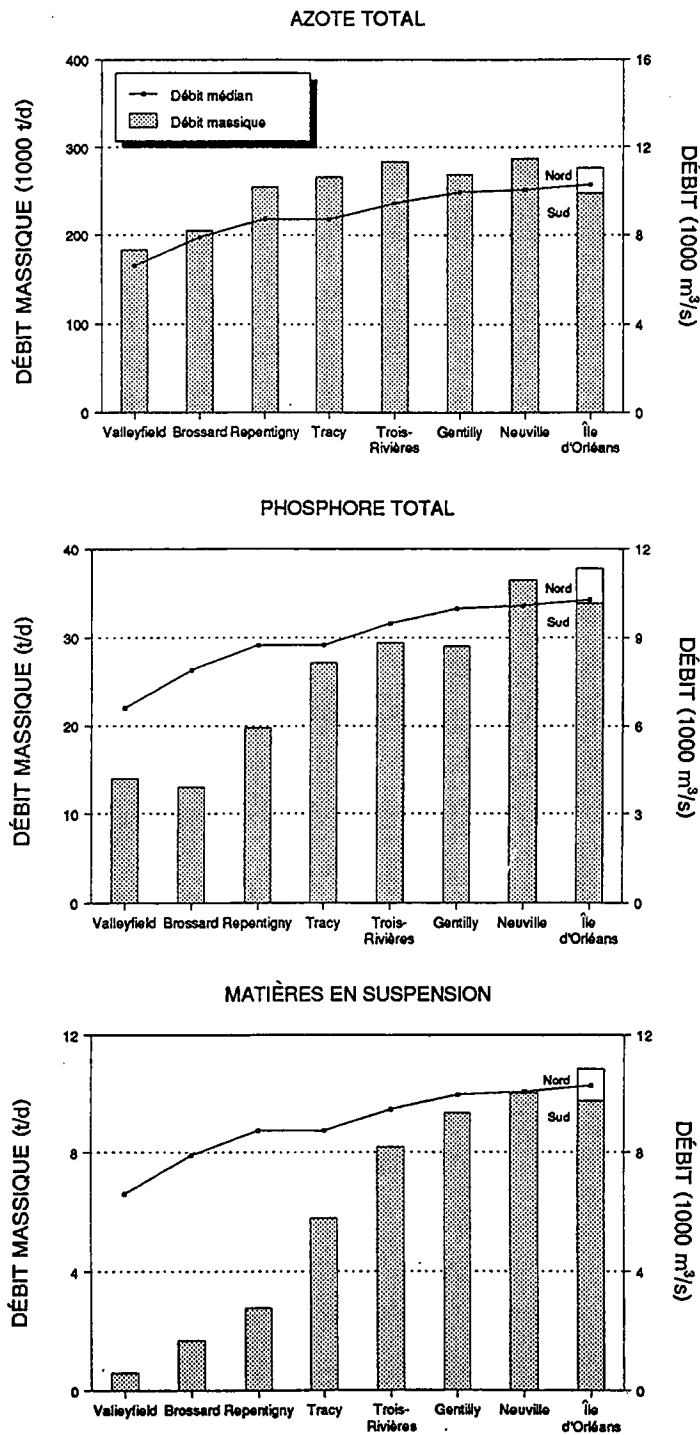 AZOTE TOTAL
DÉBIT MASSIQUE (1000 t/d)
400
300
200
100
0
Débit médian
Débit massique
Nord
Sud
16
12
8
4
0
DÉBIT (1000 m³/s)
Valleyfield Brossard Repentigny Tracy Trois-Rivières Gentilly Neuville Île d'Orléans
PHOSPHORE TOTAL
DÉBIT MASSIQUE (t/d)
40
30
20
10
0
Nord
Sud
12
9
6
3
0
DÉBIT (1000 m³/s)
Valleyfield Brossard Repentigny Tracy Trois-Rivières Gentilly Neuville Île d'Orléans
MATIÈRES EN SUSPENSION
DÉBIT MASSIQUE (t/d)
12
8
4
0
Nord
Sud
12
8
4
0
DÉBIT (1000 m³/s)
Valleyfield Brossard Repentigny Tracy Trois-Rivières Gentilly Neuville Île d'Orléans